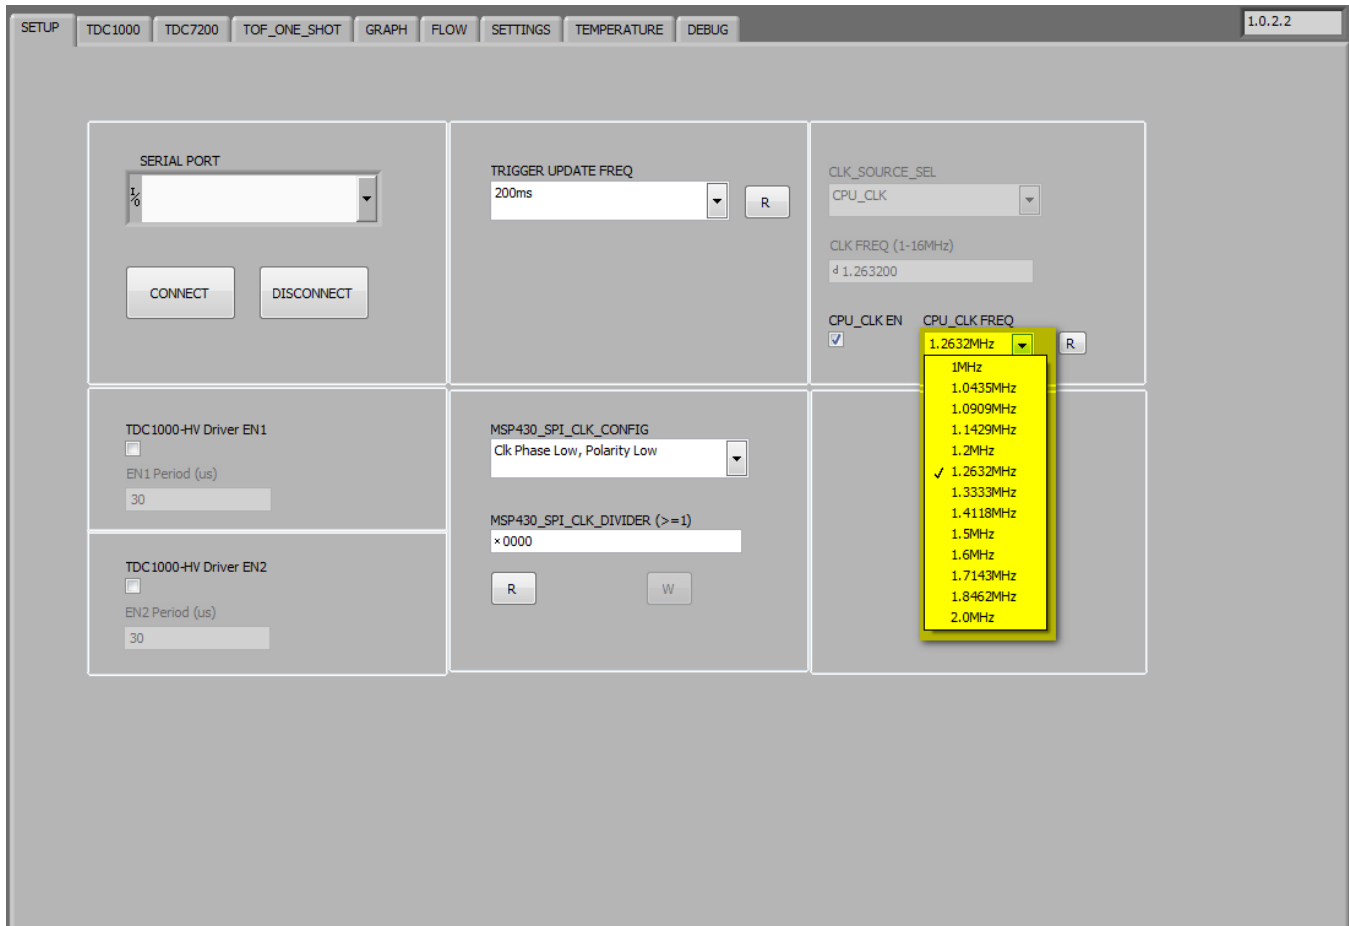 SETUP TDC1000 TDC7200 TOF_ONE_SHOT GRAPH FLOW SETTINGS TEMPERATURE DEBUG 1.0.2.2
SERIAL PORT
I/O
CONNECT DISCONNECT
TRIGGER UPDATE FREQ
200ms R
CLK_SOURCE_SEL
CPU_CLK
CLK FREQ (1-16MHz)
d 1.263200
CPU_CLK EN CPU_CLK FREQ
1.2632MHz R
1MHz
1.0435MHz
1.0909MHz
1.1429MHz
1.2MHz
✓ 1.2632MHz
1.3333MHz
1.4118MHz
1.5MHz
1.6MHz
1.7143MHz
1.8462MHz
2.0MHz
TDC1000-HV Driver EN1
EN1 Period (us)
30
TDC1000-HV Driver EN2
EN2 Period (us)
30
MSP430_SPI_CLK_CONFIG
Clk Phase Low, Polarity Low
MSP430_SPI_CLK_DIVIDER (>=1)
x 0000
R W